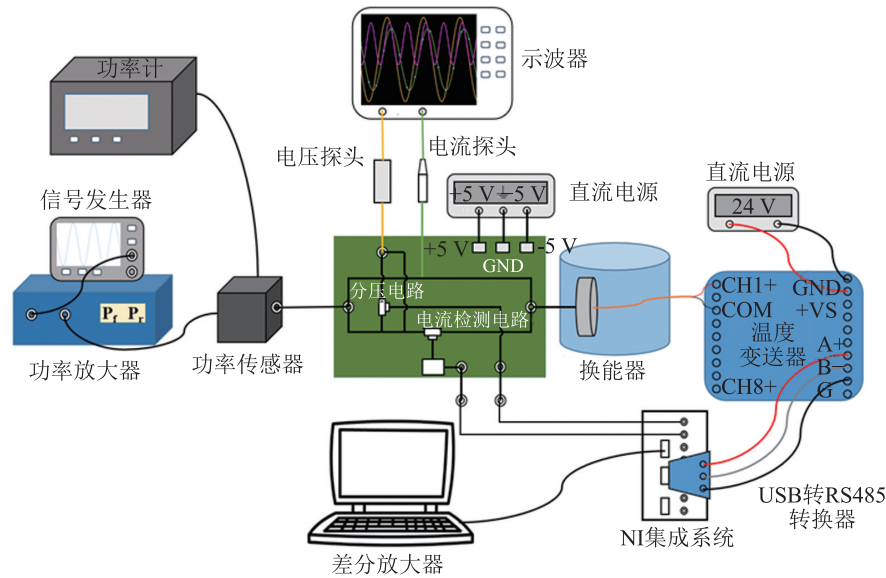 功率计
示波器
电压探头
电流探头
信号发生器
+5 V
-5 V
直流电源
直流电源
24 V
+5 V
GND
-5 V
分压电路
电流检测电路
P_f P_r
功率放大器
功率传感器
换能器
CH1+
COM
CH8+
GND
+VS
温度
变送器
A+
B−
G
USB转RS485
转换器
NI集成系统
差分放大器